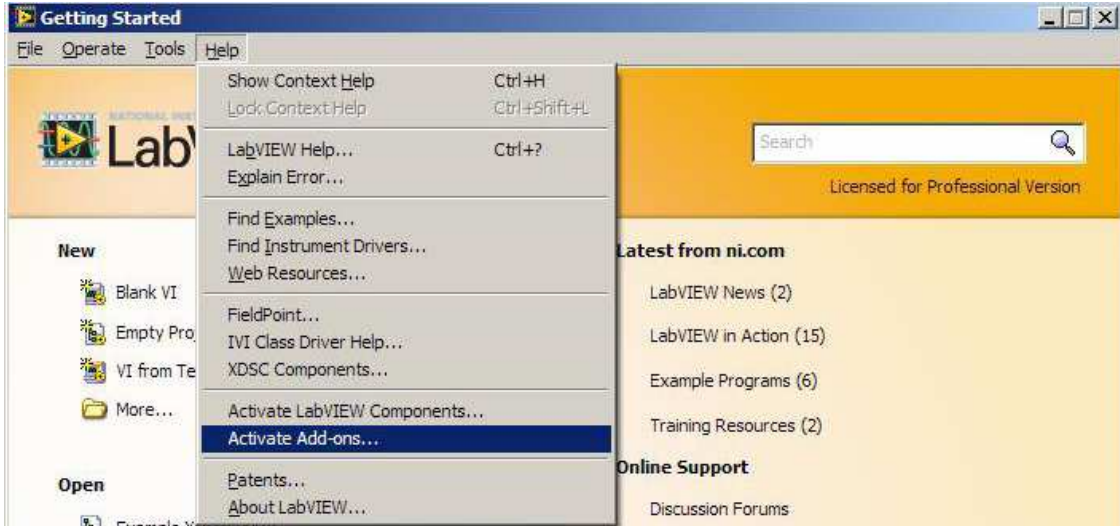 Getting Started
File Operate Tools Help
Show Context Help Ctrl+H
Lock Context Help Ctrl+Shift+L
LabVIEW Help... Ctrl+?
Explain Error...
Find Examples...
Find Instrument Drivers...
Web Resources...
FieldPoint...
IVI Class Driver Help...
XDSC Components...
Activate LabVIEW Components...
Activate Add-ons...
Patents...
About LabVIEW...
NATIONAL
Lab
Search
Licensed for Professional Version
New
Blank VI
Empty Pro
VI from Te
More...
Open
Latest from ni.com
LabVIEW News (2)
LabVIEW in Action (15)
Example Programs (6)
Training Resources (2)
Online Support
Discussion Forums